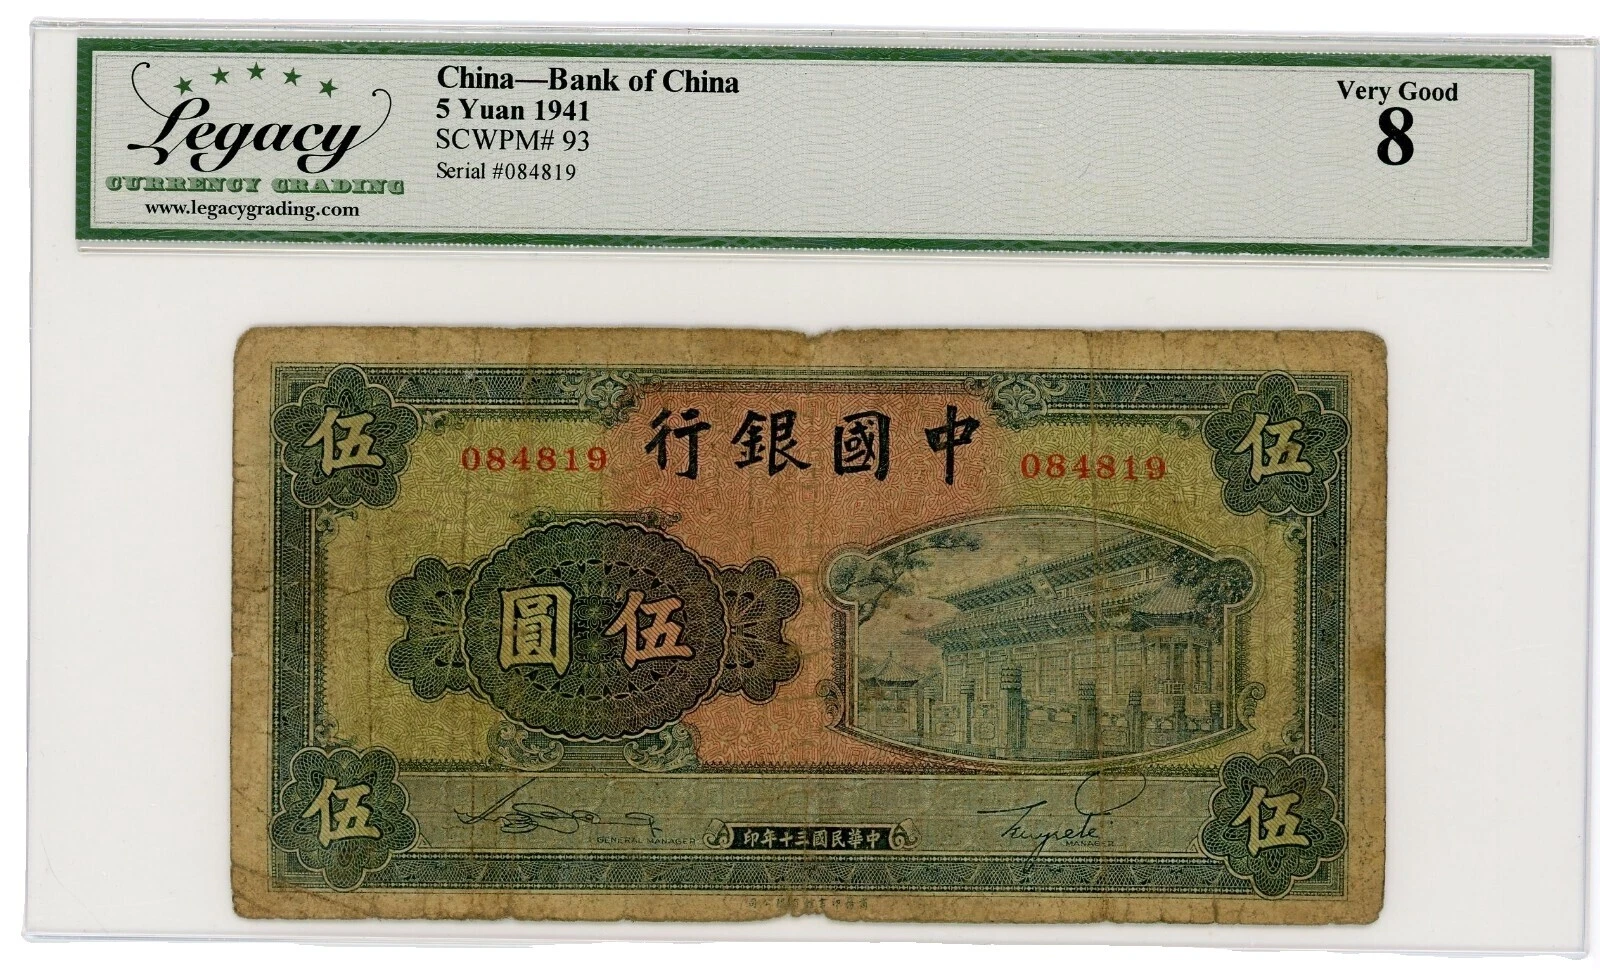 Legacy
CURRENCY GRADING
www.legacygrading.com
China—Bank of China
5 Yuan 1941
SCWPM# 93
Serial #084819
Very Good
8
中國銀行
084819
084819
伍
伍
伍圓
伍
伍
GENERAL MANAGER
中華民國三十年印
MANAGER